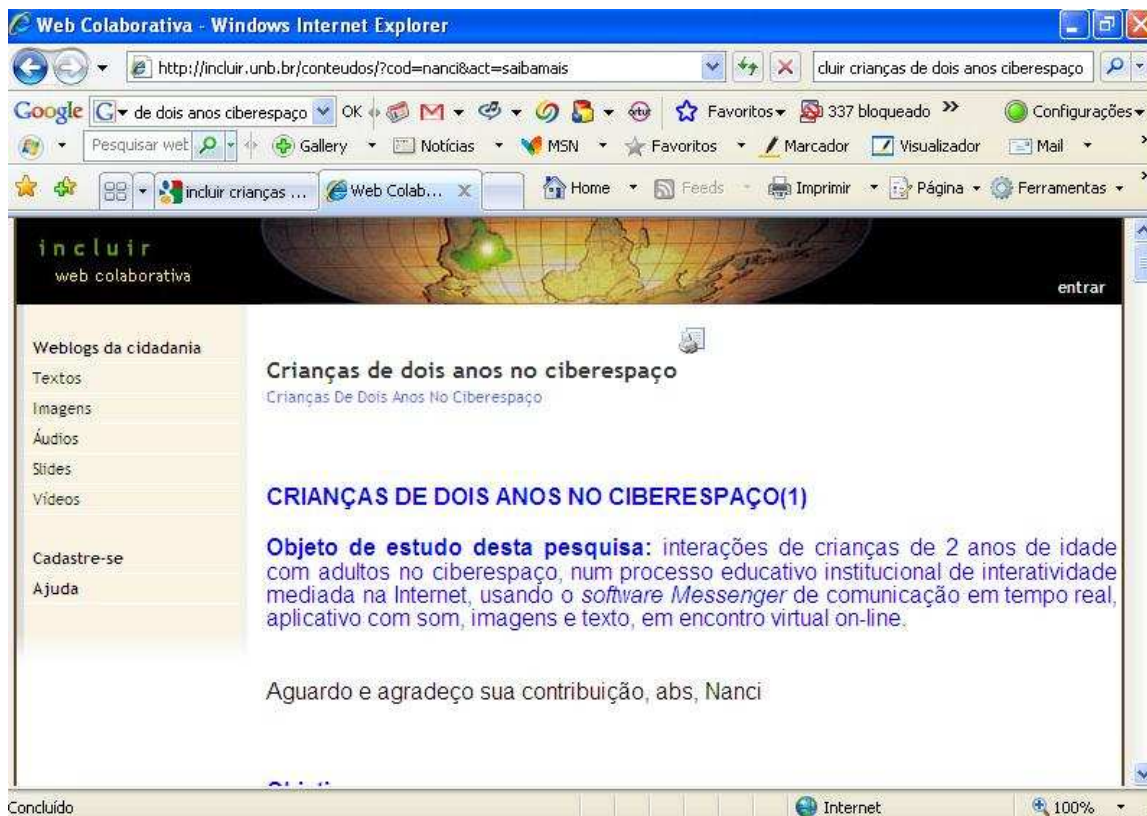 Web Colaborativa - Windows Internet Explorer
http://incluir.unb.br/conteudos/?cod=nanci&act=saibamais
cluir crianças de dois anos ciberespaço
Google
de dois anos ciberespaço
OK
Favoritos
337 bloqueado
Configurações
Pesquisar web
Gallery
Notícias
MSN
Favoritos
Marcador
Visualizador
Mail
incluir crianças ...
Web Colab...
Home
Feeds
Imprimir
Página
Ferramentas
incluir
web colaborativa
entrar
Weblogs da cidadania
Textos
Imagens
Áudios
Slides
Vídeos
Cadastre-se
Ajuda
Crianças de dois anos no ciberespaço
Crianças De Dois Anos No Ciberespaço
CRIANÇAS DE DOIS ANOS NO CIBERESPAÇO(1)
Objeto de estudo desta pesquisa: interações de crianças de 2 anos de idade
com adultos no ciberespaço, num processo educativo institucional de interatividade
mediada na Internet, usando o software Messenger de comunicação em tempo real,
aplicativo com som, imagens e texto, em encontro virtual on-line.
Aguardo e agradeço sua contribuição, abs, Nanci
Concluído
Internet
100%